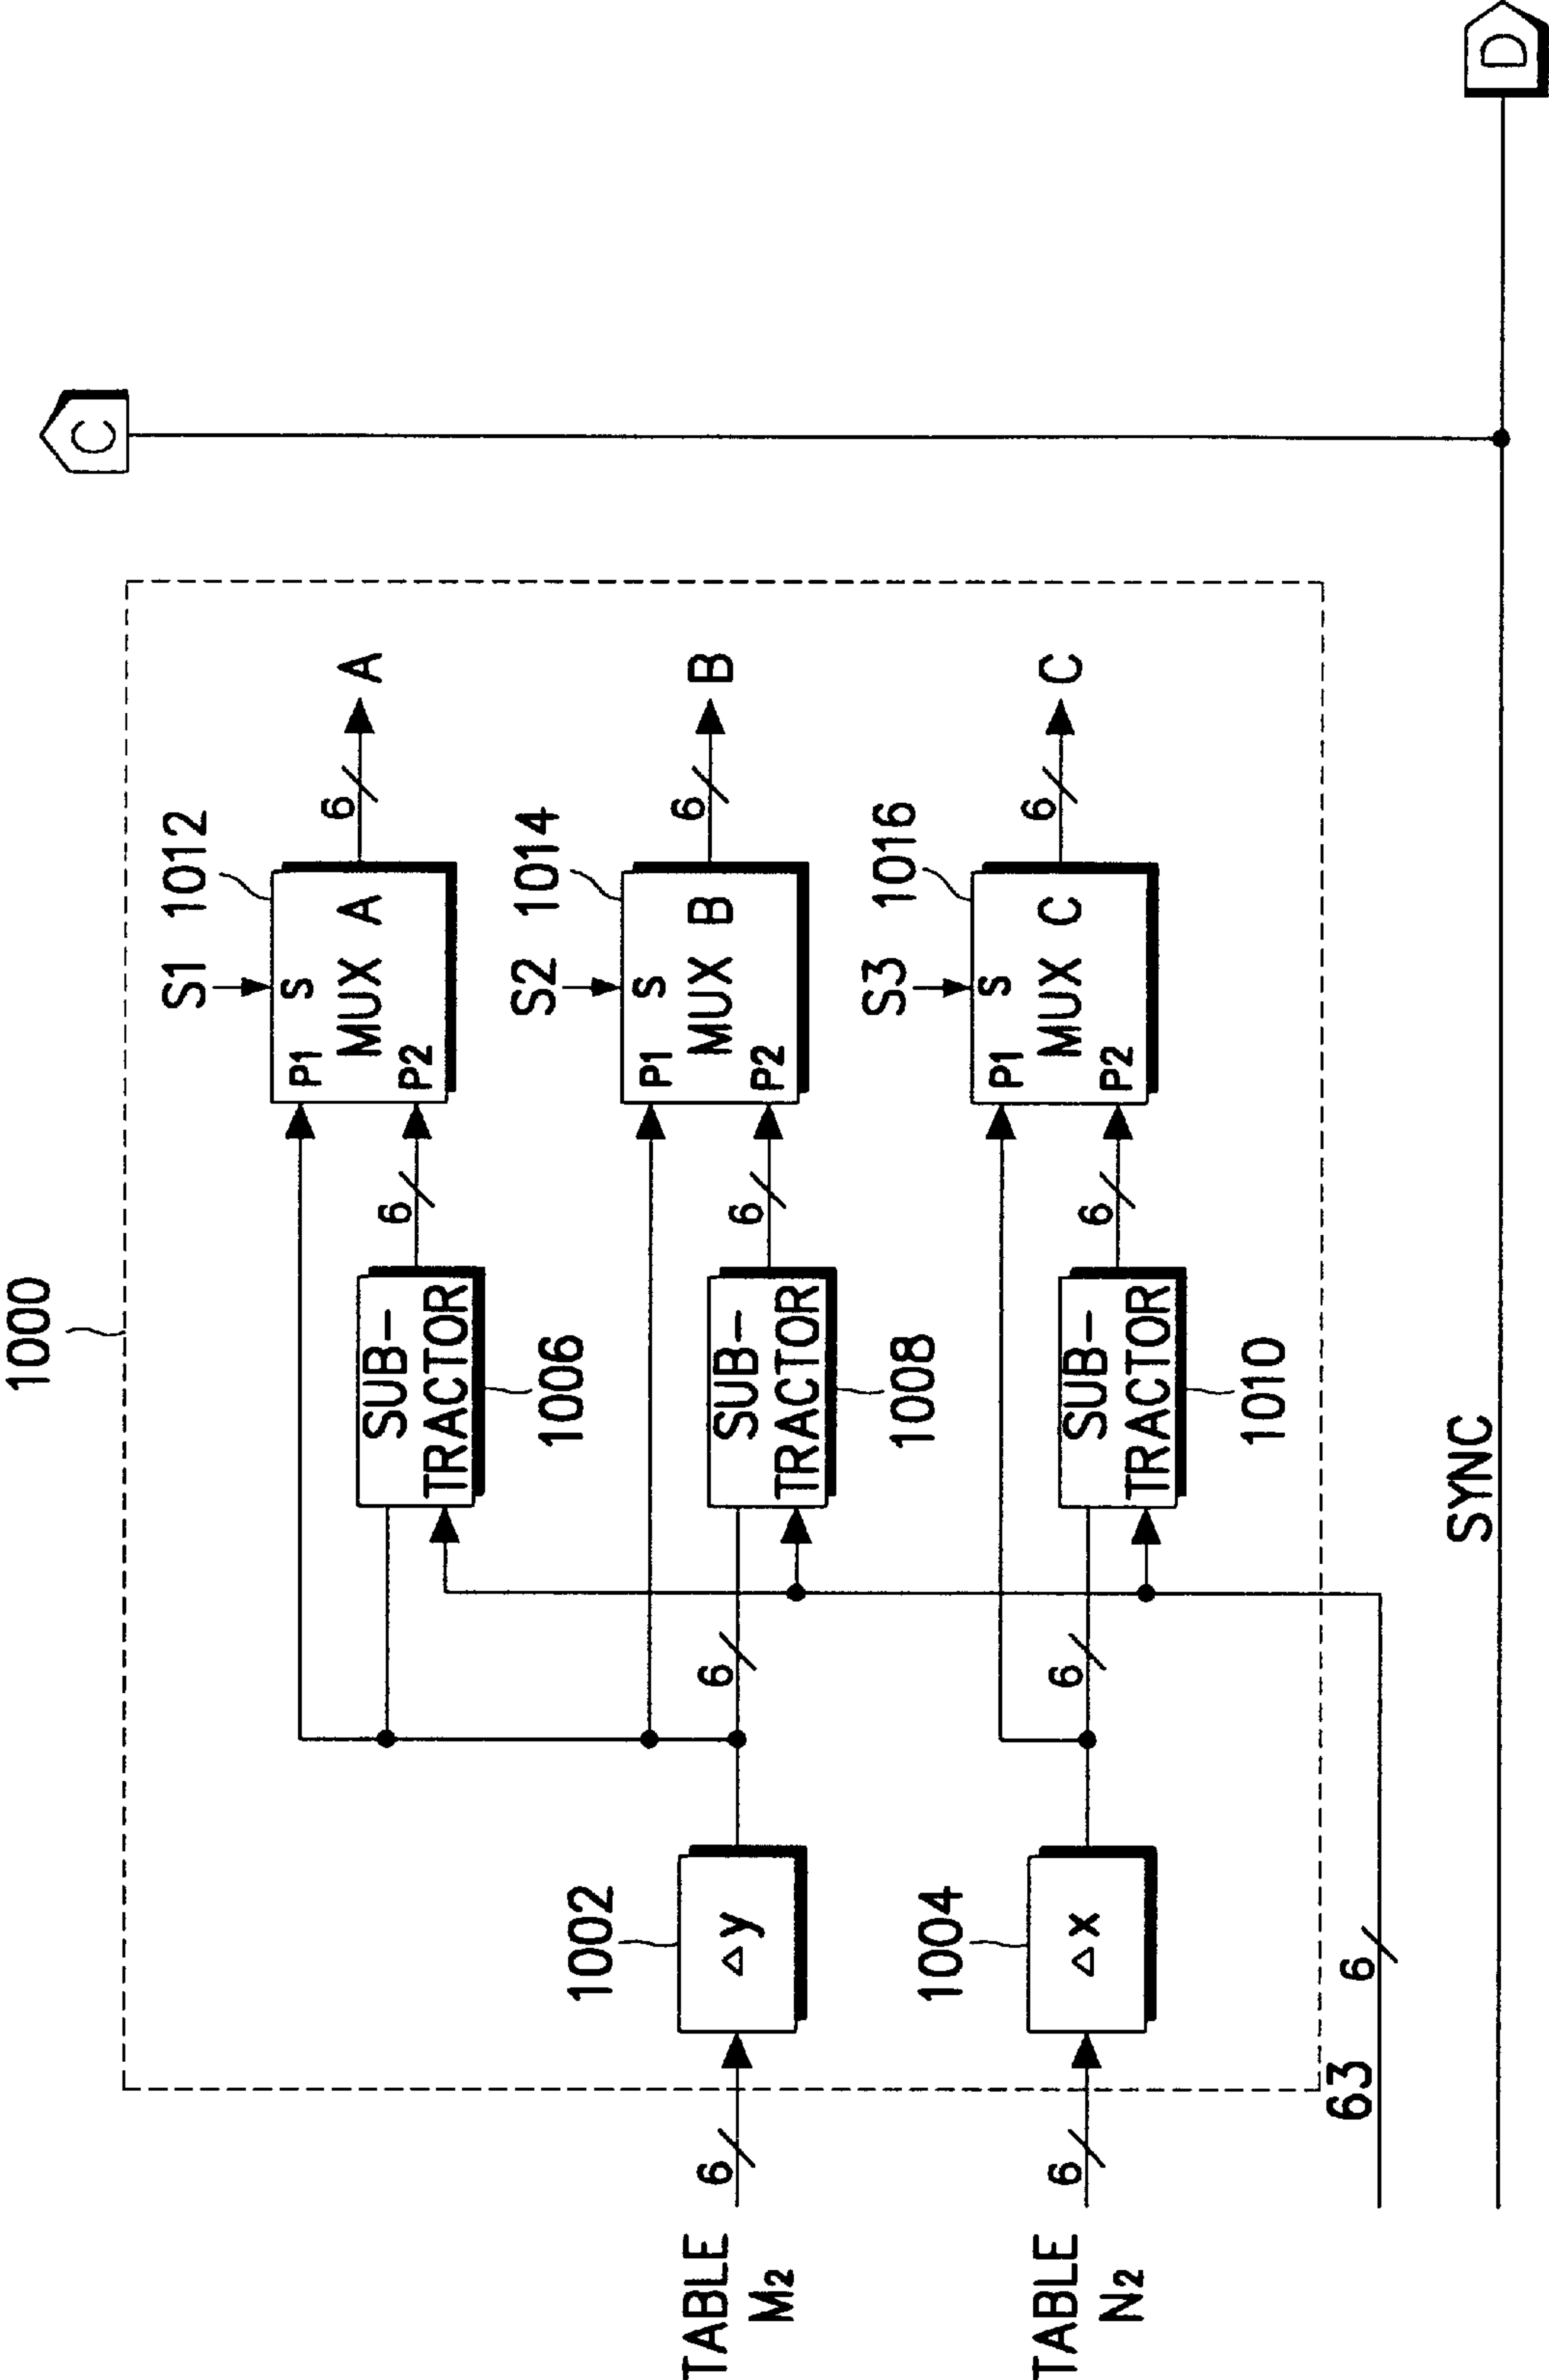 1000
C
S1 1012
6
A
P1
S
MUX A
P2
6
SUB-
TRACTOR
1006
S2 1014
6
B
P1
S
MUX B
P2
6
SUB-
TRACTOR
1008
1002
Δy
6
6
TABLE
M2
S3 1016
6
C
P1
S
MUX C
P2
6
SUB-
TRACTOR
1010
1004
Δx
6
6
TABLE
N2
63 6
SYNC
D